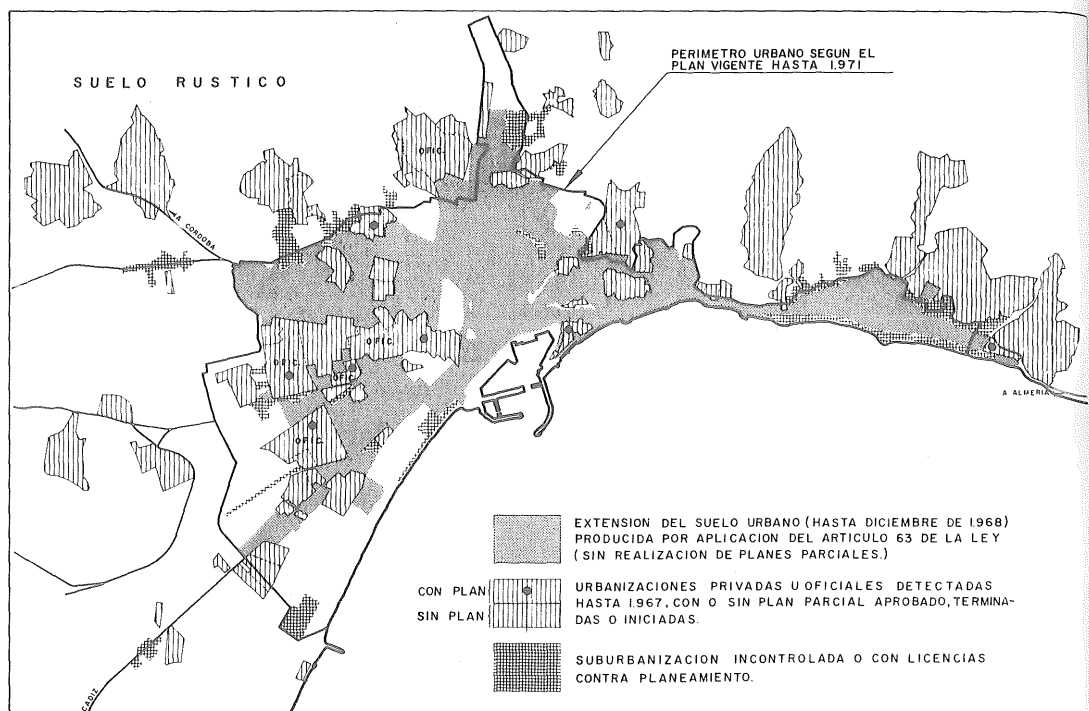 SUELO RUSTICO
PERIMETRO URBANO SEGUN EL
PLAN VIGENTE HASTA 1.971
OFIC.
A CORDOBA
OFIC.
OFIC.
OFIC.
OFIC.
A ALMERIA
EXTENSION DEL SUELO URBANO (HASTA DICIEMBRE DE 1.968)
PRODUCIDA POR APLICACION DEL ARTICULO 63 DE LA LEY
(SIN REALIZACION DE PLANES PARCIALES.)
CON PLAN
SIN PLAN
URBANIZACIONES PRIVADAS U OFICIALES DETECTADAS
HASTA 1.967, CON O SIN PLAN PARCIAL APROBADO, TERMINA-
DAS O INICIADAS.
SUBURBANIZACION INCONTROLADA O CON LICENCIAS
CONTRA PLANEAMIENTO.
CADIZ